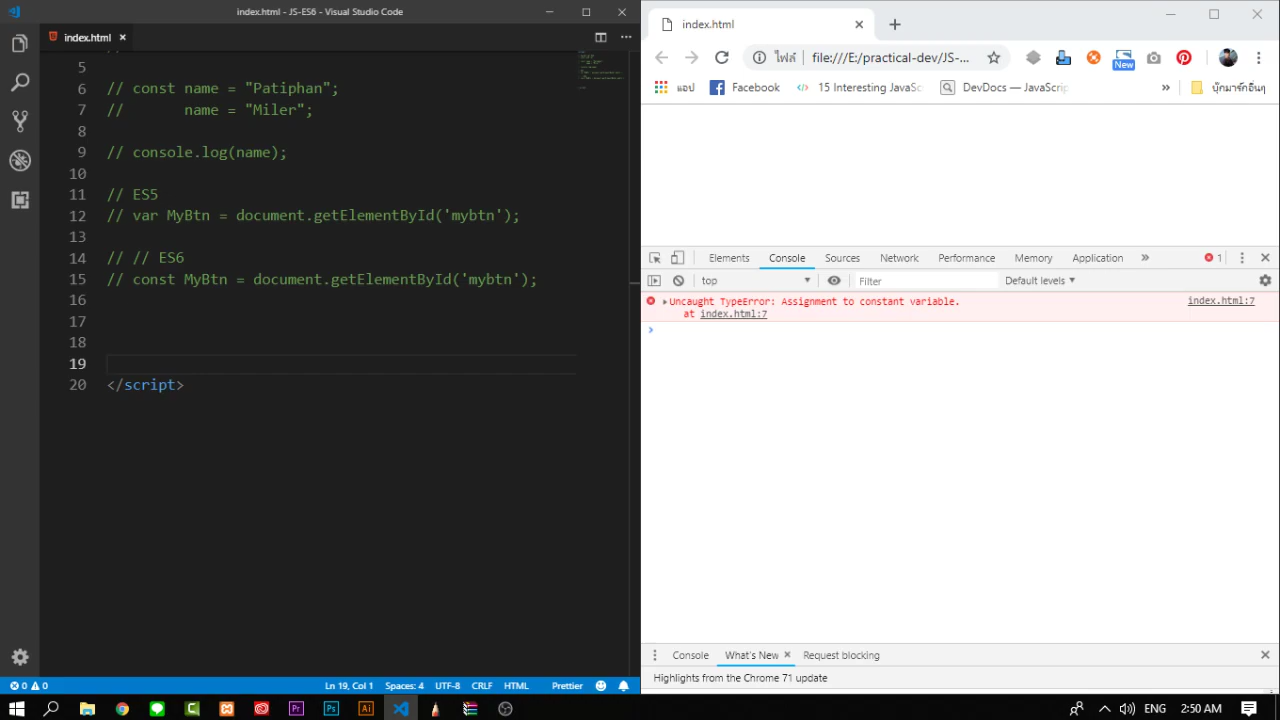 index.html - JS-ES6 - Visual Studio Code
index.html
5
6 // const name = "Patiphan";
7 //       name = "Miler";
8
9 // console.log(name);
10
11 // ES5
12 // var MyBtn = document.getElementById('mybtn');
13
14 // // ES6
15 // const MyBtn = document.getElementById('mybtn');
16
17
18
19
20 </script>
0 0
Ln 19, Col 1 Spaces: 4 UTF-8 CRLF HTML Prettier
index.html
ไฟล์ file:///E:/practical-dev/JS-...
New
แอป Facebook 15 Interesting JavaSc DevDocs — JavaScrip » บุ๊กมาร์กอื่นๆ
Elements Console Sources Network Performance Memory Application » 1
top Filter Default levels
Uncaught TypeError: Assignment to constant variable. index.html:7
at index.html:7
Console What's New Request blocking
Highlights from the Chrome 71 update
Pr Ps Ai ENG 2:50 AM